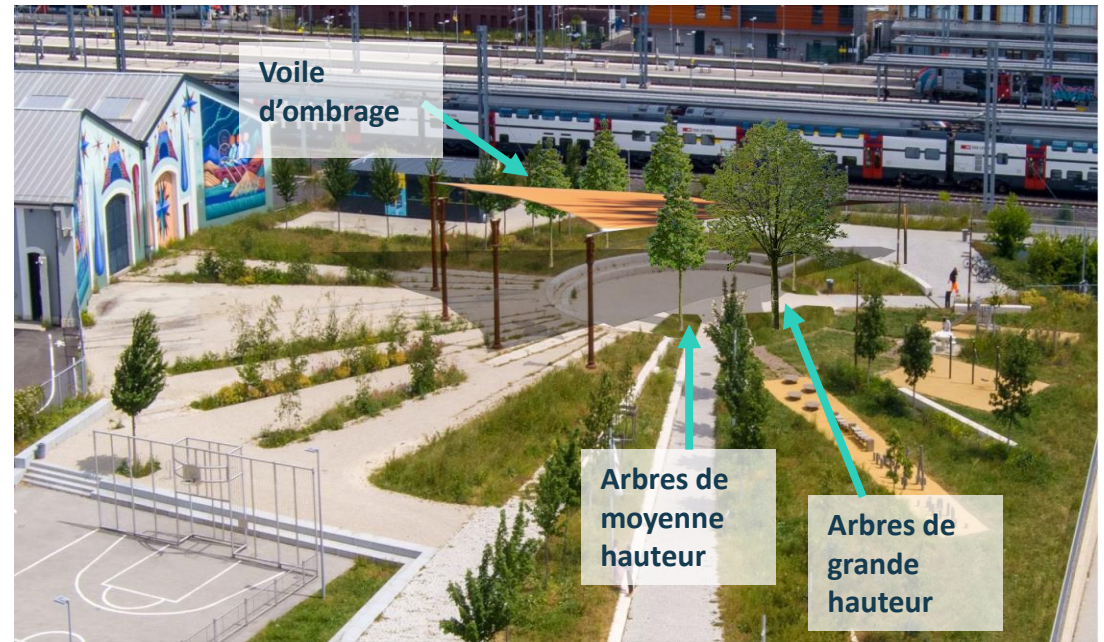 Voile
d’ombrage
Arbres de
moyenne
hauteur
Arbres de
grande
hauteur